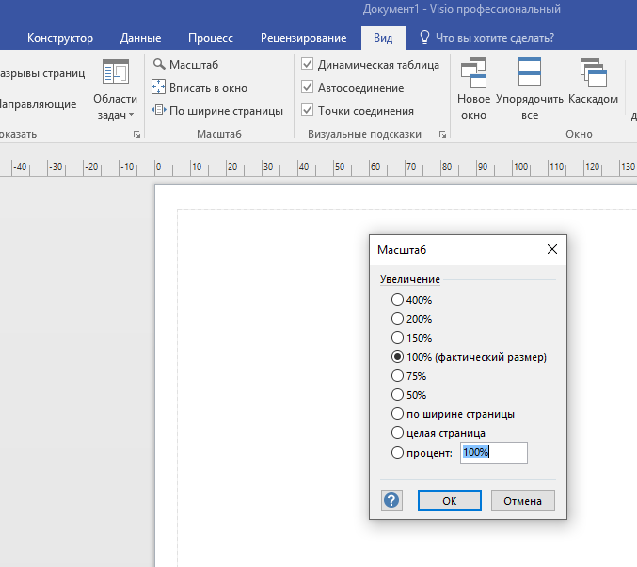 Документ1 - Visio профессиональный
Конструктор Данные Процесс Рецензирование Вид Что вы хотите сделать?
азрывы страниц
Направляющие
оказать
Области задач
Масштаб
Вписать в окно
По ширине страницы
Масштаб
Динамическая таблица
Автосоединение
Точки соединения
Визуальные подсказки
Новое окно
Упорядочить все
Каскадом
Окно
-40 -30 -20 -10 0 10 20 30 40 50 60 70 80 90 100 110 120 130
Масштаб
Увеличение
400%
200%
150%
100% (фактический размер)
75%
50%
по ширине страницы
целая страница
процент: 100%
? ОК Отмена